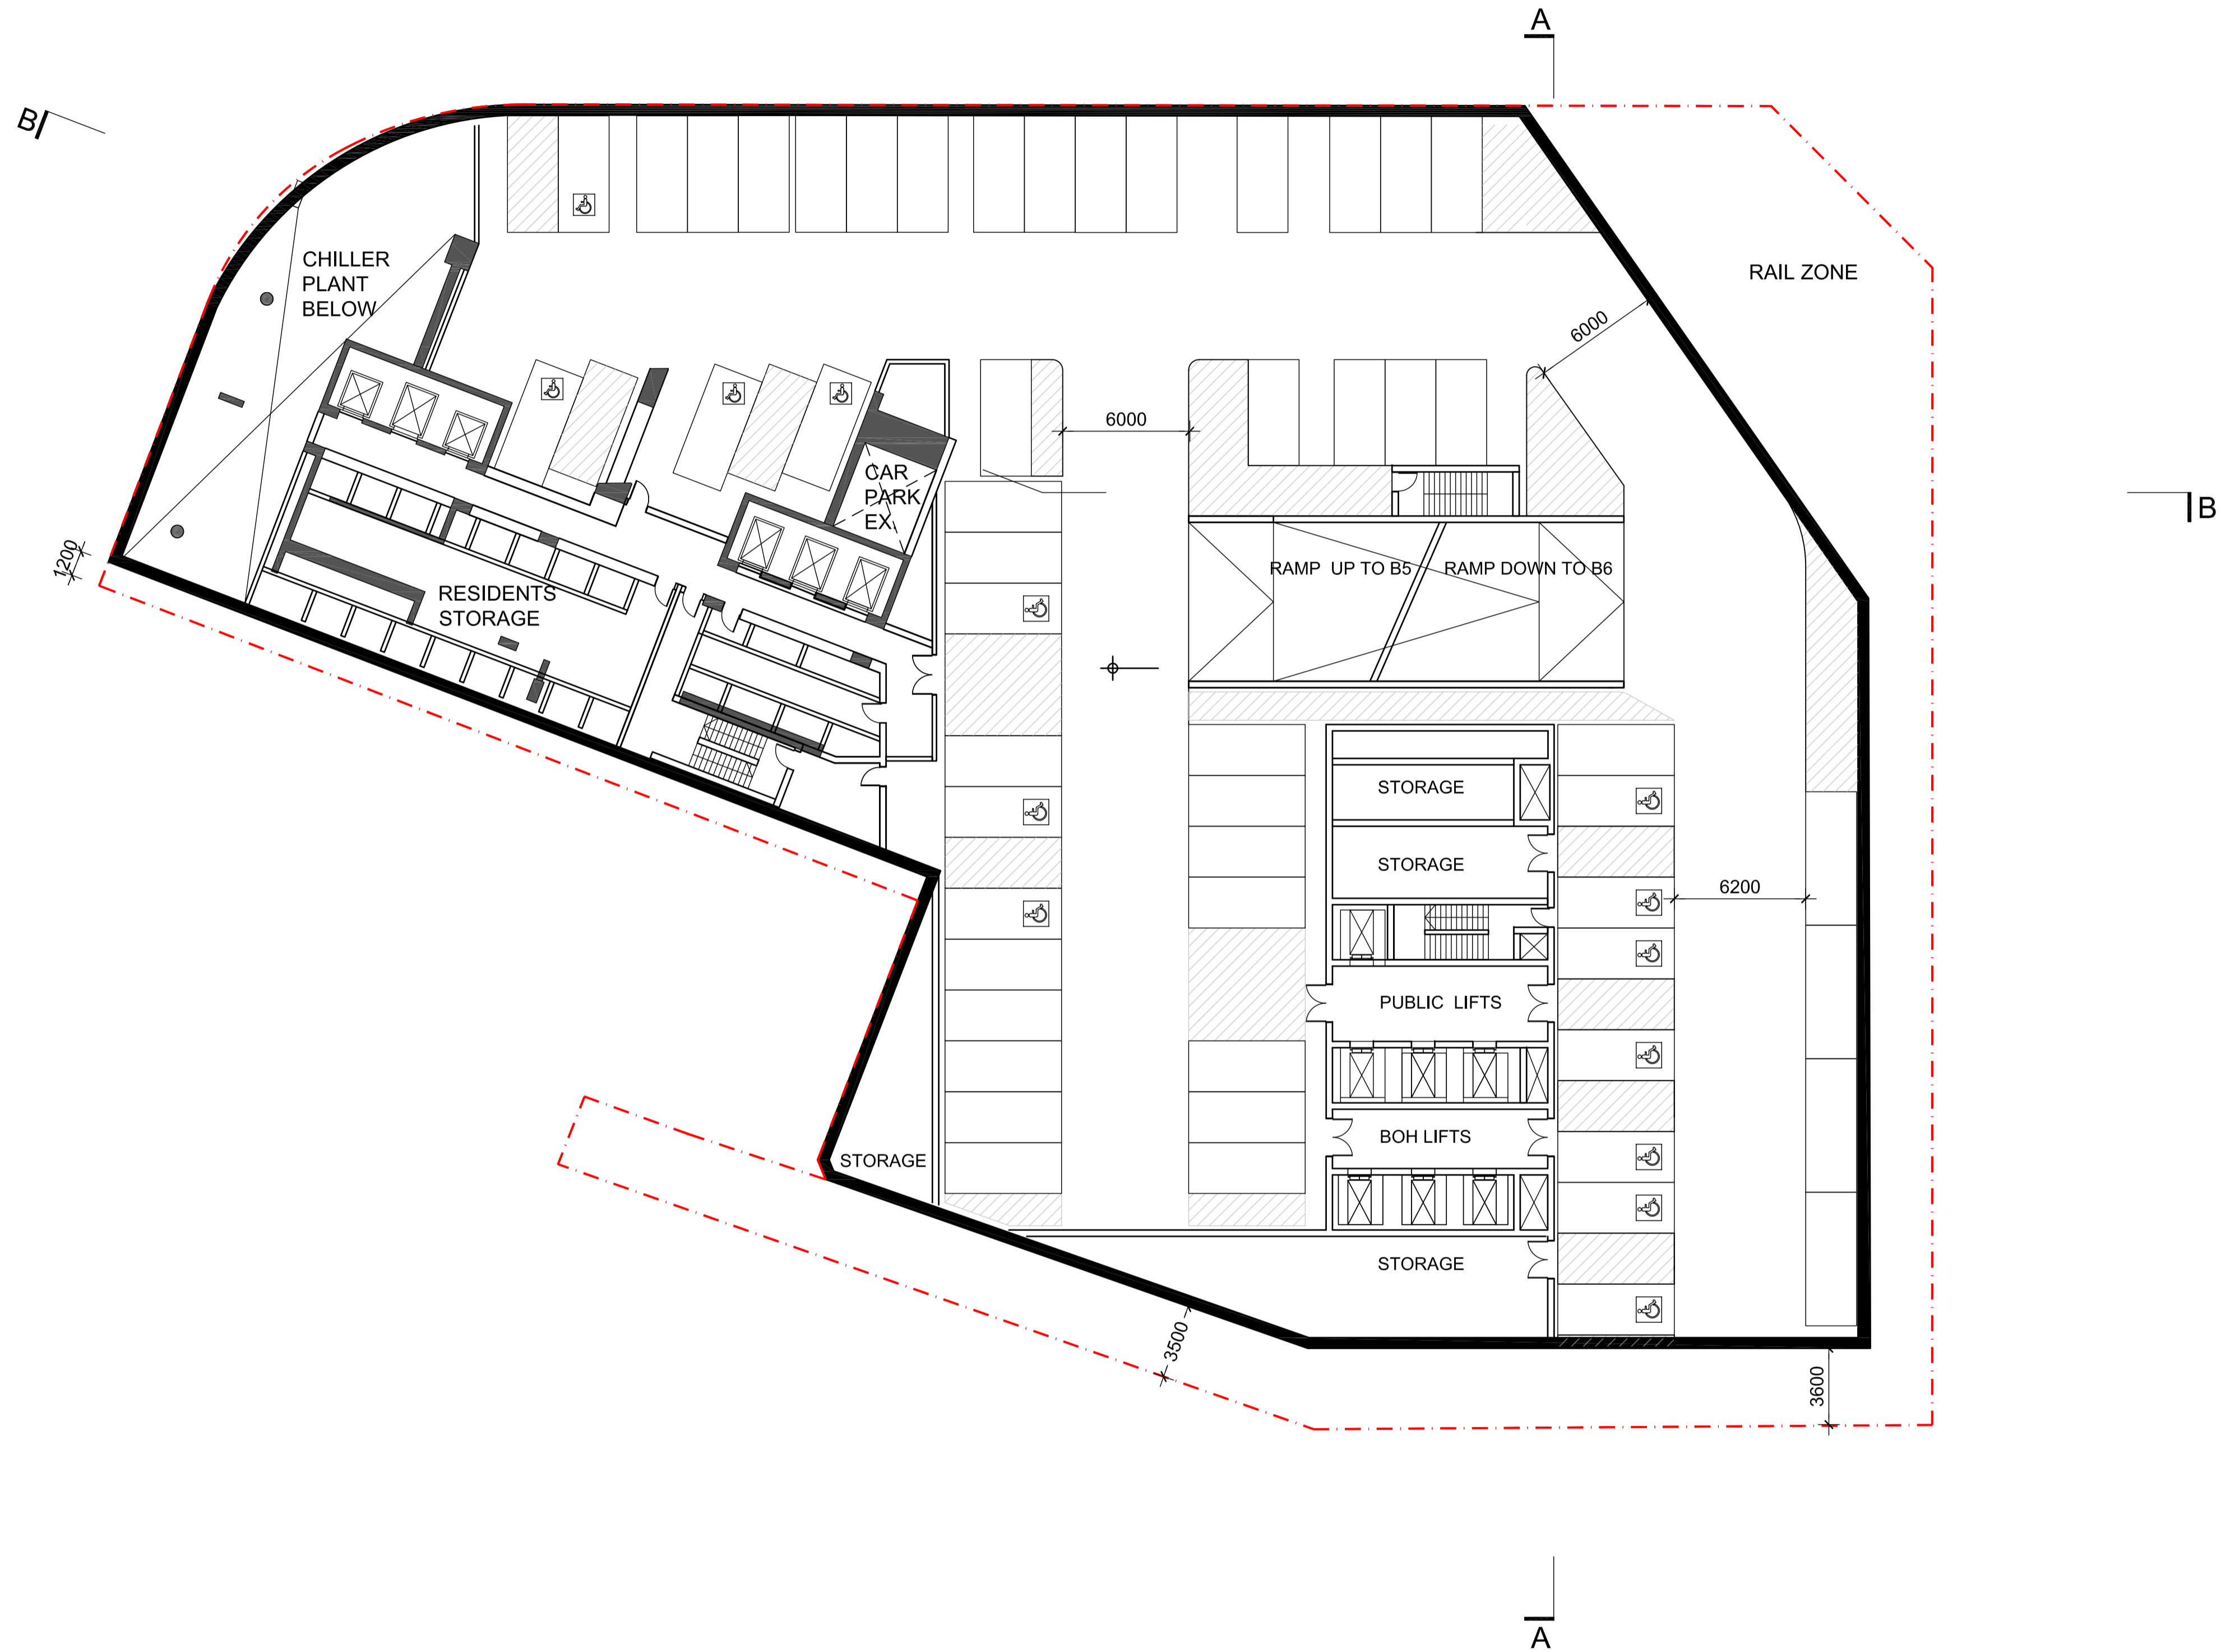 A
B
CHILLER
PLANT
BELOW
RAIL ZONE
6000
6000
CAR
PARK
EX.
B
1200
RAMP UP TO B5
RAMP DOWN TO B6
RESIDENTS
STORAGE
STORAGE
STORAGE
6200
PUBLIC LIFTS
BOH LIFTS
STORAGE
STORAGE
3500
3600
A